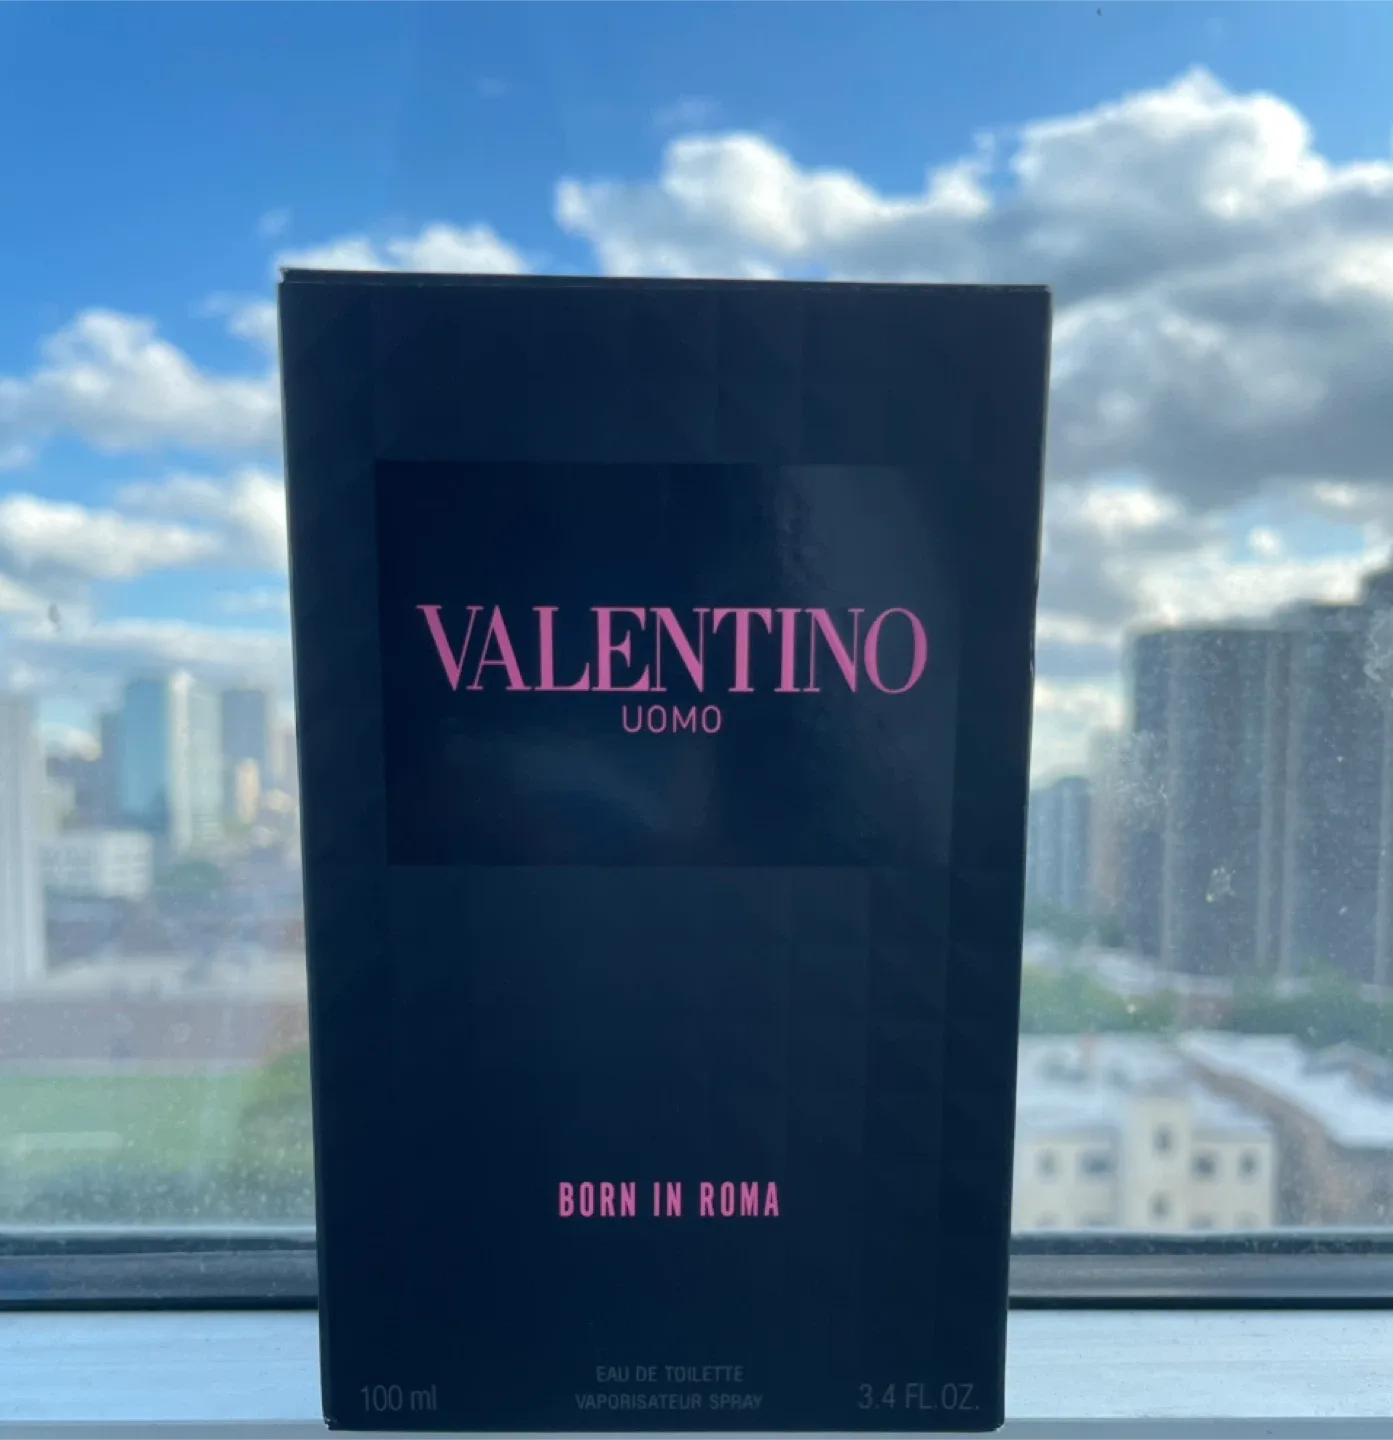 VALENTINO
UOMO
BORN IN ROMA
EAU DE TOILETTE
100 ml VAPORISATEUR SPRAY 3.4 FL.OZ.